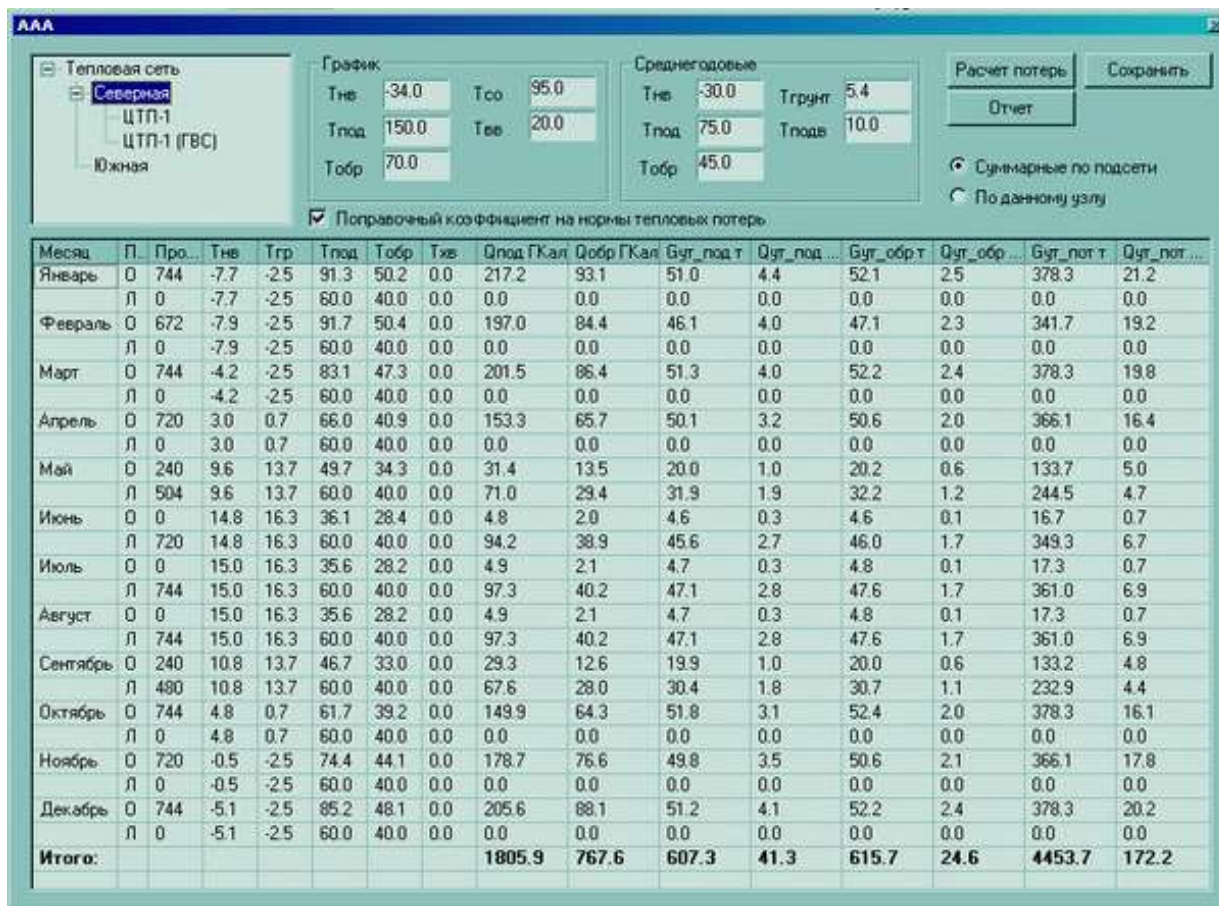 AAA
Тепловая сеть
Северная
ЦТП-1
ЦТП-1 (ГВС)
Южная
График
Тнв -34.0 Тсо 95.0
Тпод 150.0 Твв 20.0
Тобр 70.0
Среднегодовые
Тнв -30.0 Тгрунт 5.4
Тпод 75.0 Тподв 10.0
Тобр 45.0
Расчет потерь Сохранить
Отчет
Суммарные по подсети
По данному узлу
Поправочный коэффициент на нормы тепловых потерь
Месяц П... Про... Тнв Тгр Тпод Тобр Тхв Qпод ГКал Qобр ГКал Gут_под т Qут_под ... Gут_обр т Qут_обр ... Gут_пот т Qут_пот ...
Январь О 744 -7.7 -2.5 91.3 50.2 0.0 217.2 93.1 51.0 4.4 52.1 2.5 378.3 21.2
Л 0 -7.7 -2.5 60.0 40.0 0.0 0.0 0.0 0.0 0.0 0.0 0.0 0.0 0.0
Февраль О 672 -7.9 -2.5 91.7 50.4 0.0 197.0 84.4 46.1 4.0 47.1 2.3 341.7 19.2
Л 0 -7.9 -2.5 60.0 40.0 0.0 0.0 0.0 0.0 0.0 0.0 0.0 0.0 0.0
Март О 744 -4.2 -2.5 83.1 47.3 0.0 201.5 86.4 51.3 4.0 52.2 2.4 378.3 19.8
Л 0 -4.2 -2.5 60.0 40.0 0.0 0.0 0.0 0.0 0.0 0.0 0.0 0.0 0.0
Апрель О 720 3.0 0.7 66.0 40.9 0.0 153.3 65.7 50.1 3.2 50.6 2.0 366.1 16.4
Л 0 3.0 0.7 60.0 40.0 0.0 0.0 0.0 0.0 0.0 0.0 0.0 0.0 0.0
Май О 240 9.6 13.7 49.7 34.3 0.0 31.4 13.5 20.0 1.0 20.2 0.6 133.7 5.0
Л 504 9.6 13.7 60.0 40.0 0.0 71.0 29.4 31.9 1.9 32.2 1.2 244.5 4.7
Июнь О 0 14.8 16.3 36.1 28.4 0.0 4.8 2.0 4.6 0.3 4.6 0.1 16.7 0.7
Л 720 14.8 16.3 60.0 40.0 0.0 94.2 38.9 45.6 2.7 46.0 1.7 349.3 6.7
Июль О 0 15.0 16.3 35.6 28.2 0.0 4.9 2.1 4.7 0.3 4.8 0.1 17.3 0.7
Л 744 15.0 16.3 60.0 40.0 0.0 97.3 40.2 47.1 2.8 47.6 1.7 361.0 6.9
Август О 0 15.0 16.3 35.6 28.2 0.0 4.9 2.1 4.7 0.3 4.8 0.1 17.3 0.7
Л 744 15.0 16.3 60.0 40.0 0.0 97.3 40.2 47.1 2.8 47.6 1.7 361.0 6.9
Сентябрь О 240 10.8 13.7 46.7 33.0 0.0 29.3 12.6 19.9 1.0 20.0 0.6 133.2 4.8
Л 480 10.8 13.7 60.0 40.0 0.0 67.6 28.0 30.4 1.8 30.7 1.1 232.9 4.4
Октябрь О 744 4.8 0.7 61.7 39.2 0.0 149.9 64.3 51.8 3.1 52.4 2.0 378.3 16.1
Л 0 4.8 0.7 60.0 40.0 0.0 0.0 0.0 0.0 0.0 0.0 0.0 0.0 0.0
Ноябрь О 720 -0.5 -2.5 74.4 44.1 0.0 178.7 76.6 49.8 3.5 50.6 2.1 366.1 17.8
Л 0 -0.5 -2.5 60.0 40.0 0.0 0.0 0.0 0.0 0.0 0.0 0.0 0.0 0.0
Декабрь О 744 -5.1 -2.5 85.2 48.1 0.0 205.6 88.1 51.2 4.1 52.2 2.4 378.3 20.2
Л 0 -5.1 -2.5 60.0 40.0 0.0 0.0 0.0 0.0 0.0 0.0 0.0 0.0 0.0
Итого: 1805.9 767.6 607.3 41.3 615.7 24.6 4453.7 172.2